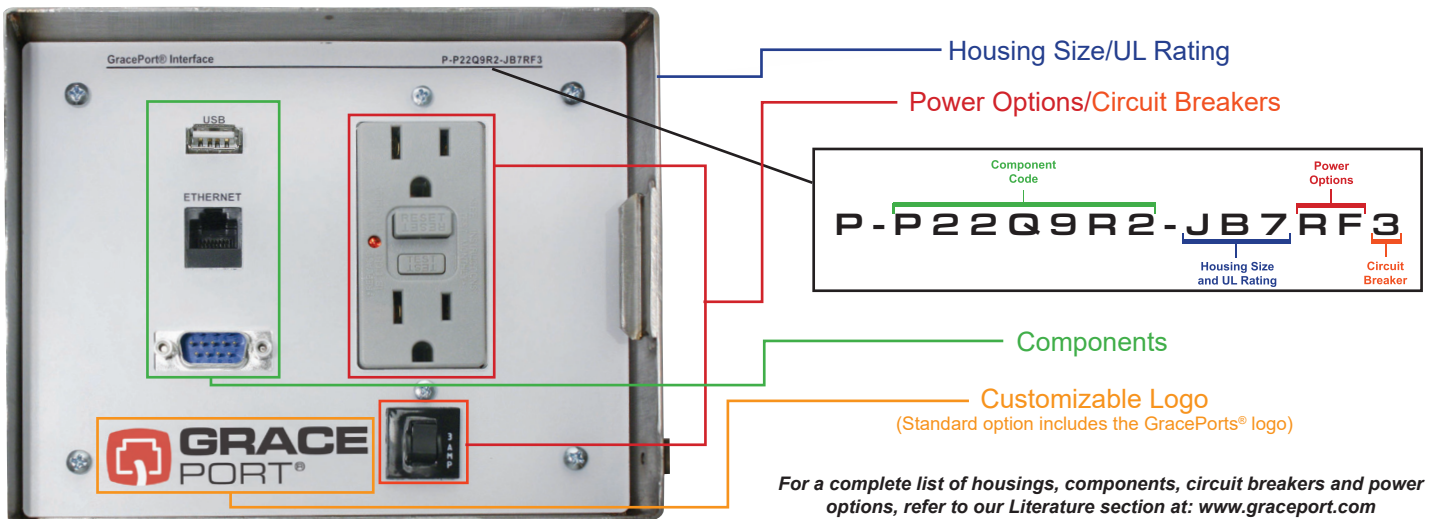 GracePort® Interface
P-P22Q9R2-JB7RF3
USB
ETHERNET
RESET
TEST
3 AMP
GRACE
PORT®
Housing Size/UL Rating
Power Options/Circuit Breakers
Component
Code
Power
Options
P-P22Q9R2-JB7RF3
Housing Size
and UL Rating
Circuit
Breaker
Components
Customizable Logo
(Standard option includes the GracePorts® logo)
For a complete list of housings, components, circuit breakers and power
options, refer to our Literature section at: www.graceport.com